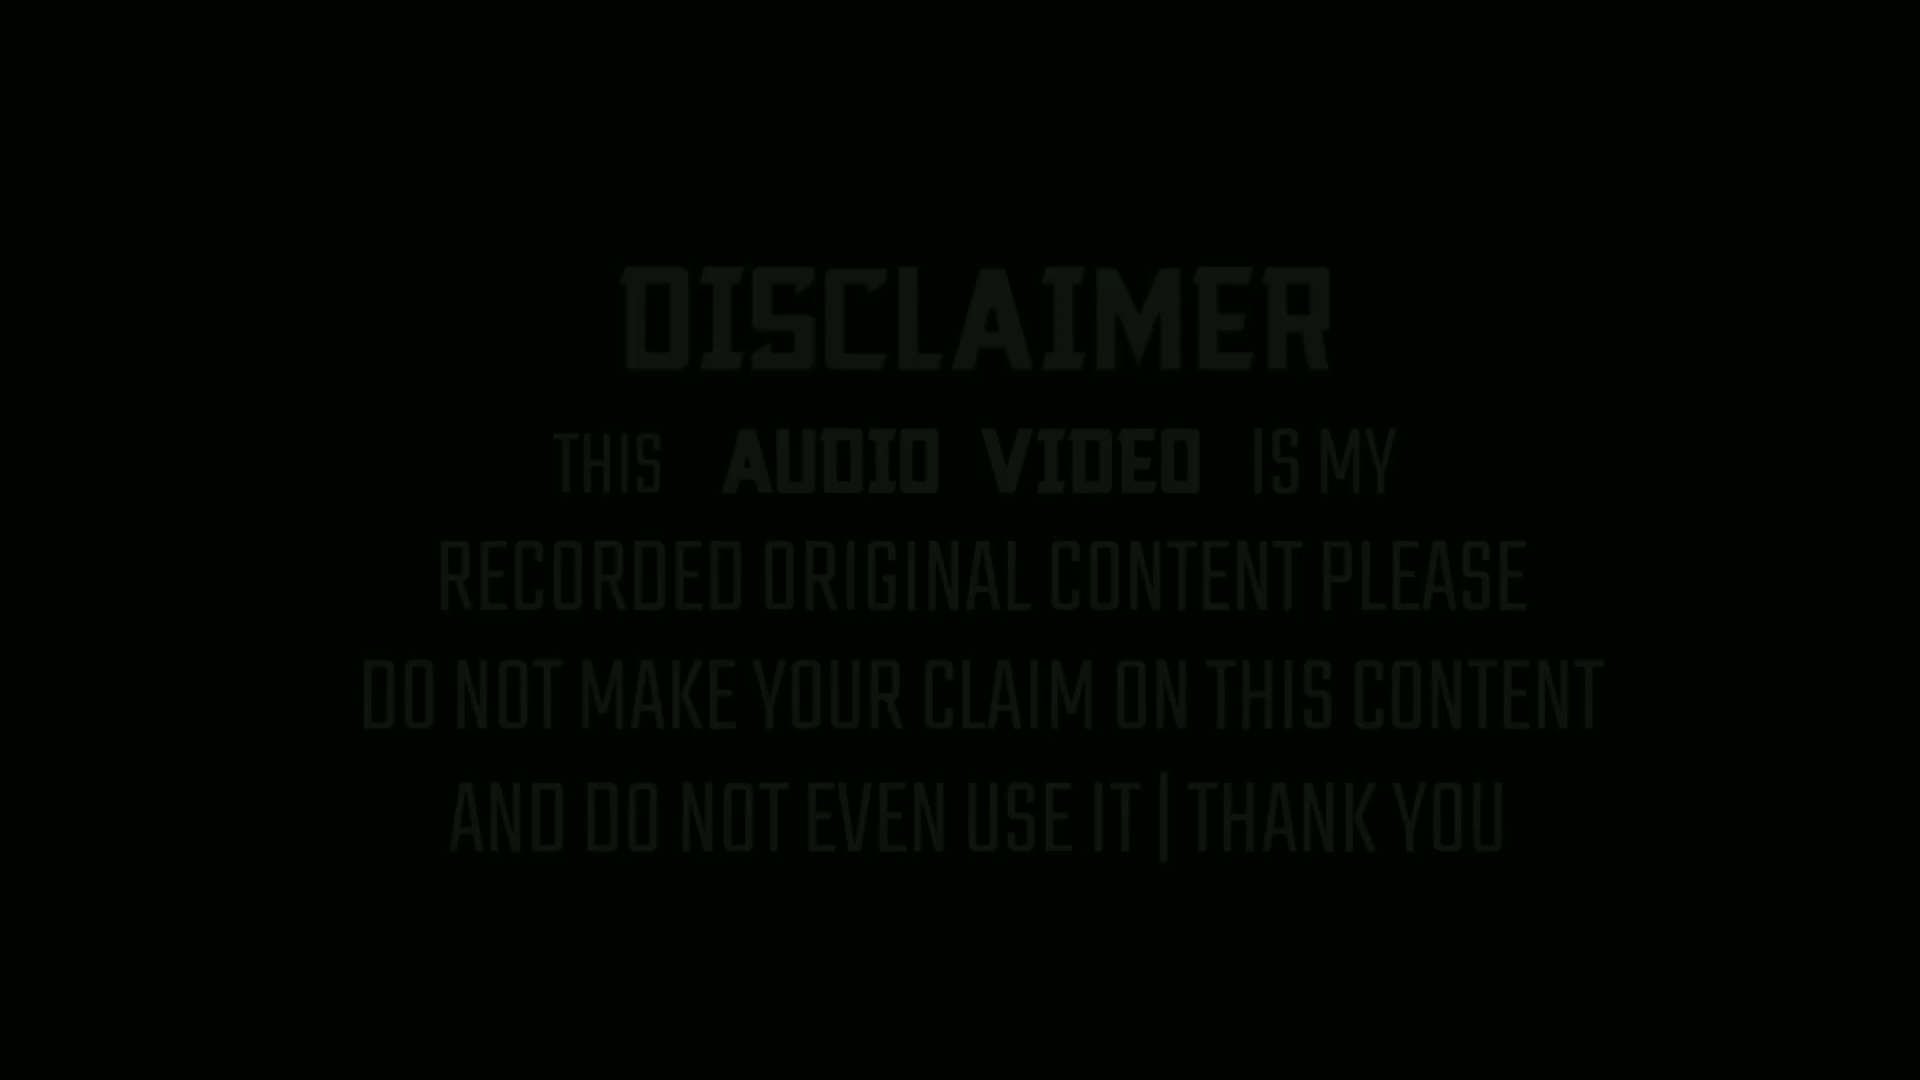 DISCLAIMER
THIS AUDIO VIDEO IS MY
RECORDED ORIGINAL CONTENT PLEASE
DO NOT MAKE YOUR CLAIM ON THIS CONTENT
AND DO NOT EVEN USE IT | THANK YOU